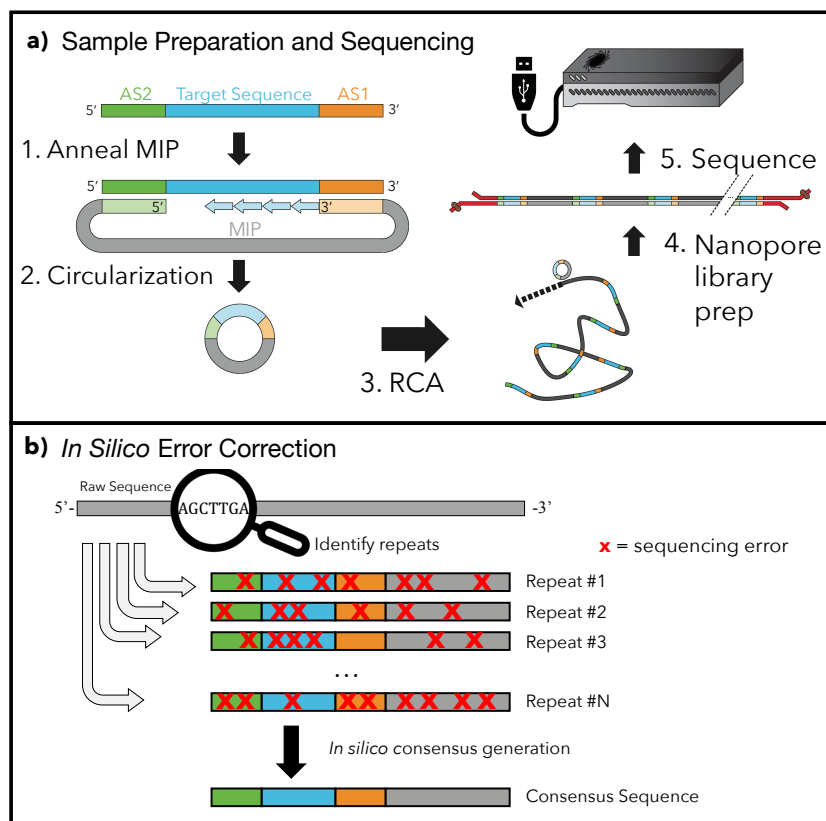 a) Sample Preparation and Sequencing
AS2 Target Sequence AS1
5’ 3’
1. Anneal MIP
5’ 3’
5’ 3’
MIP
2. Circularization
3. RCA
4. Nanopore
library
prep
5. Sequence
b) In Silico Error Correction
Raw Sequence
5’- AGCTTGA -3’
Identify repeats
x = sequencing error
Repeat #1
Repeat #2
Repeat #3
...
Repeat #N
In silico consensus generation
Consensus Sequence